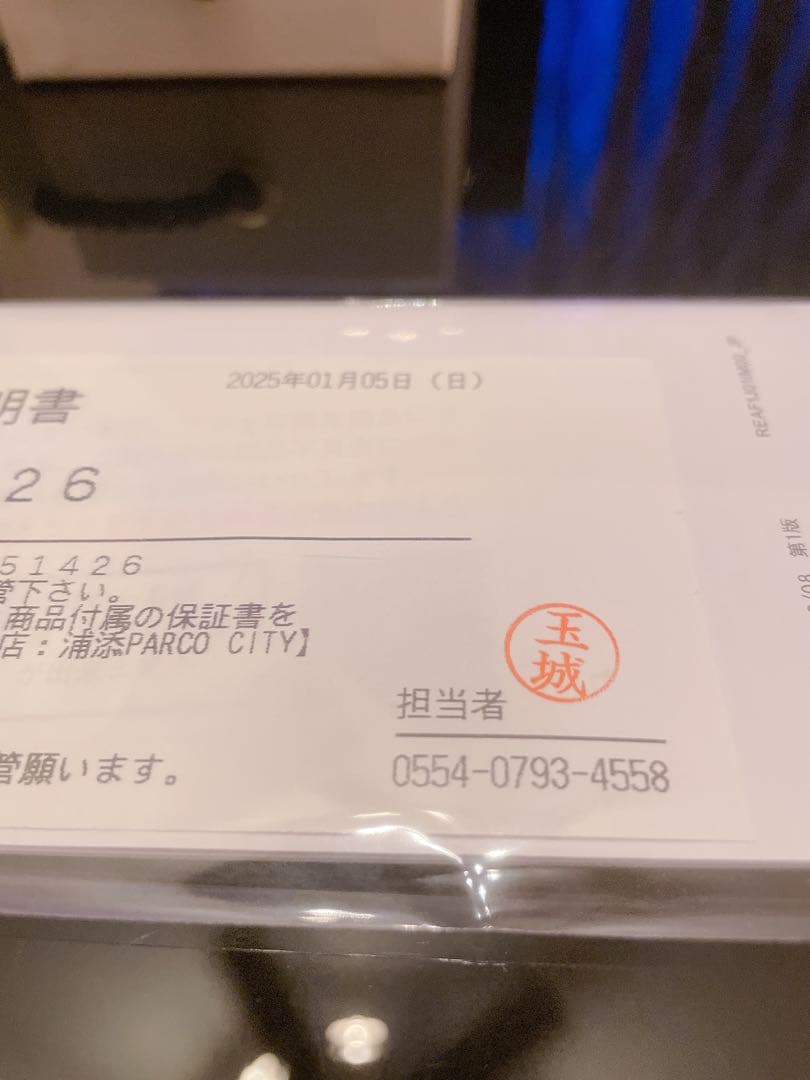 2025年01月05日（日）
明書
２６
５１４２６
管下さい。
商品付属の保証書を
店：浦添PARCO CITY】
玉城
担当者
0554-0793-4558
管願います。
第1版